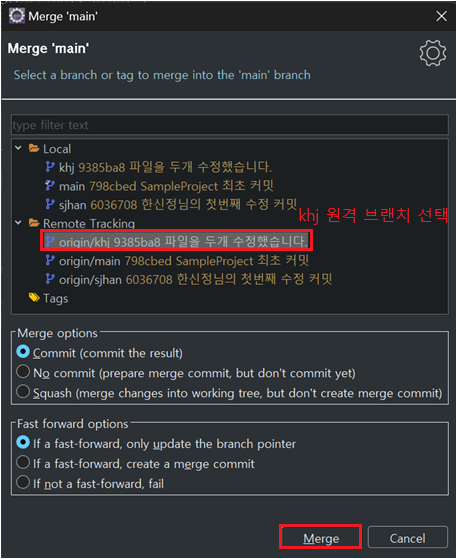 Merge 'main'
Merge 'main'
Select a branch or tag to merge into the 'main' branch
type filter text
Local
khj 9385ba8 파일을 두개 수정했습니다.
main 798cbed SampleProject 최초 커밋
sjhan 6036708 한신정님의 첫번째 수정 커밋
khj 원격 브랜치 선택
Remote Tracking
origin/khj 9385ba8 파일을 두개 수정했습니다.
origin/main 798cbed SampleProject 최초 커밋
origin/sjhan 6036708 한신정님의 첫번째 수정 커밋
Tags
Merge options
Commit (commit the result)
No commit (prepare merge commit, but don't commit yet)
Squash (merge changes into working tree, but don't create merge commit)
Fast forward options
If a fast-forward, only update the branch pointer
If a fast-forward, create a merge commit
If not a fast-forward, fail
Merge
Cancel